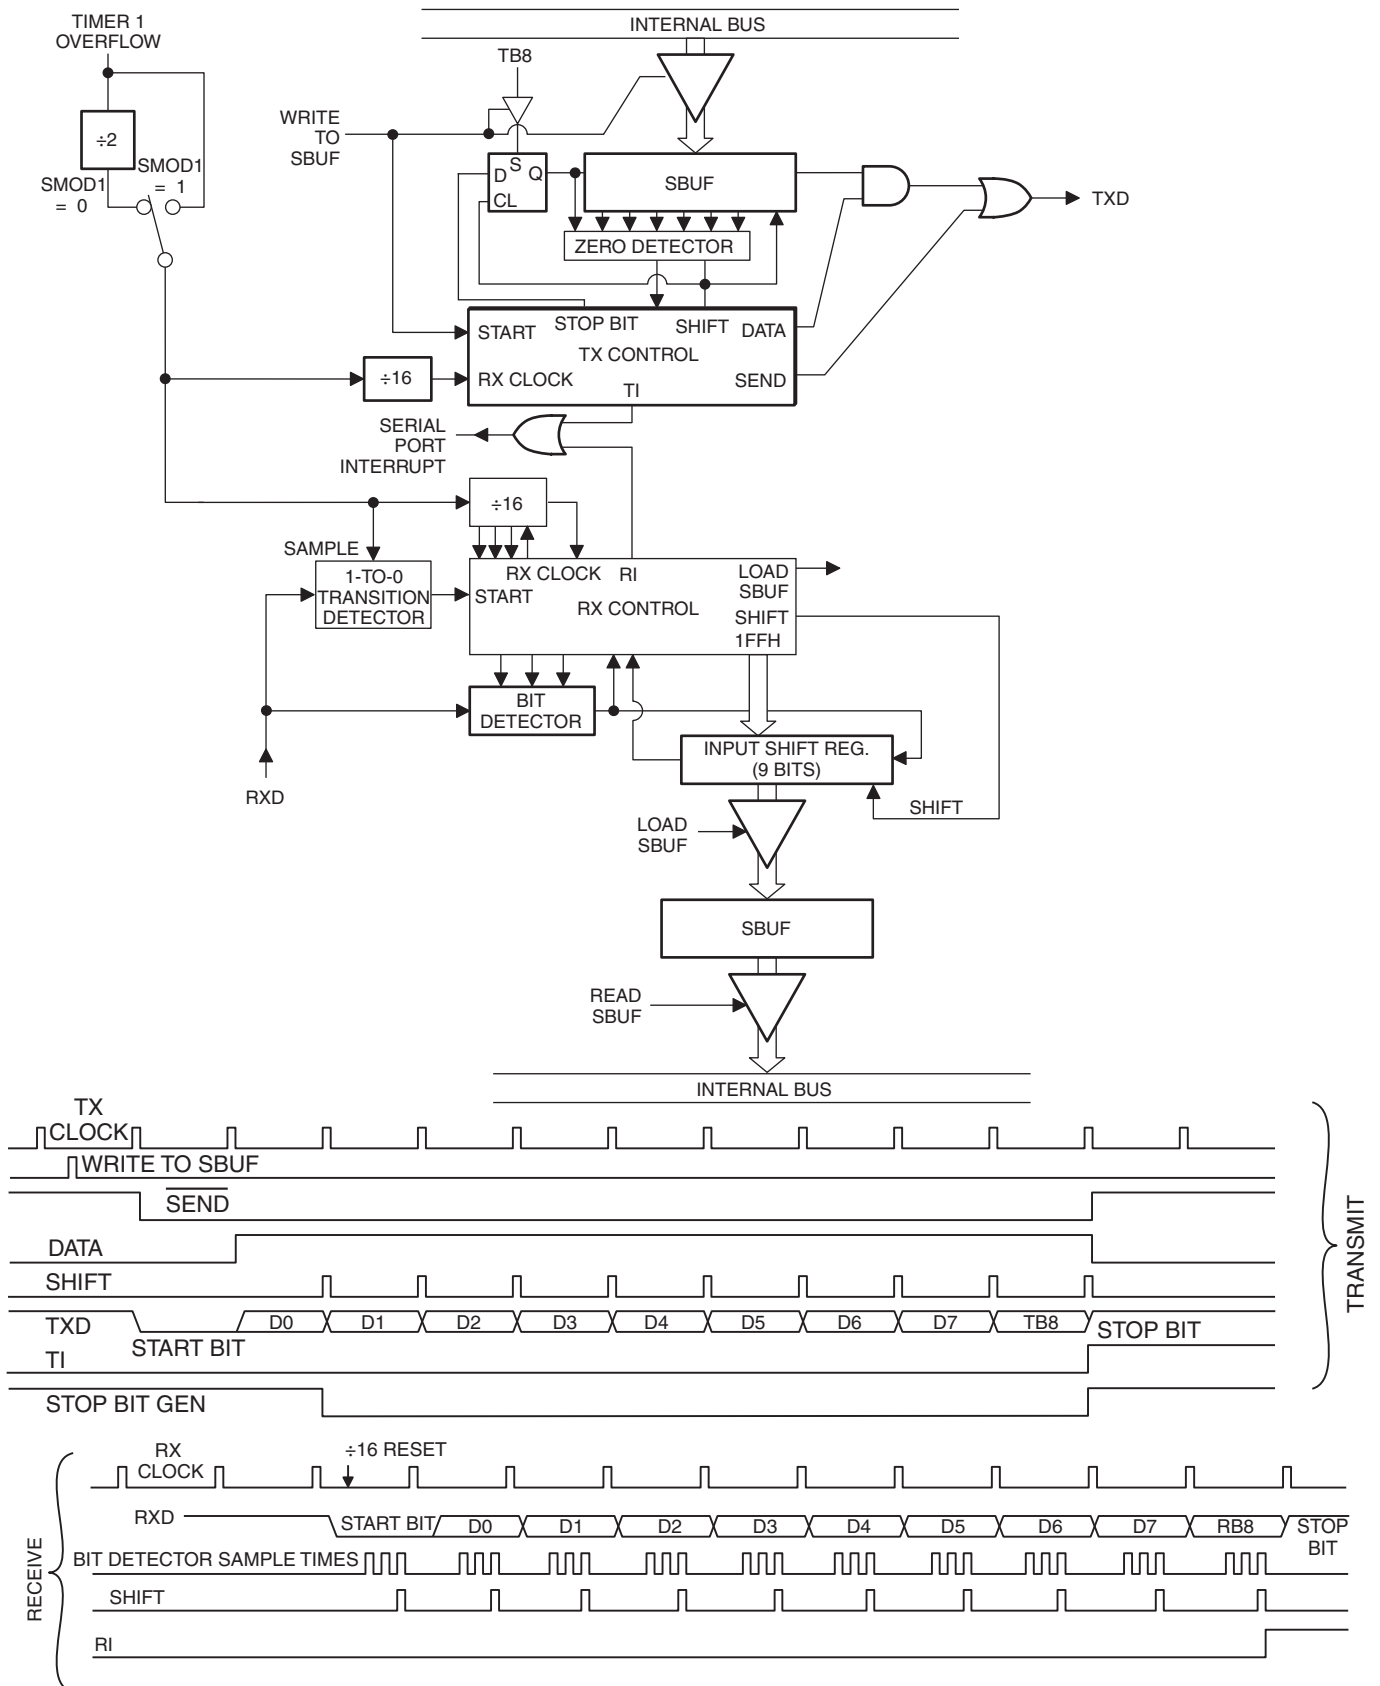 TIMER 1
OVERFLOW
÷2
SMOD1
= 0
SMOD1
= 1
INTERNAL BUS
TB8
WRITE
TO
SBUF
S
D
Q
CL
SBUF
ZERO DETECTOR
TXD
START
STOP BIT
SHIFT
DATA
TX CONTROL
÷16
RX CLOCK
TI
SEND
SERIAL
PORT
INTERRUPT
÷16
SAMPLE
1-TO-0
TRANSITION
DETECTOR
RX CLOCK
RI
START
RX CONTROL
LOAD
SBUF
SHIFT
1FFH
BIT
DETECTOR
RXD
INPUT SHIFT REG.
(9 BITS)
SHIFT
LOAD
SBUF
SBUF
READ
SBUF
INTERNAL BUS
TX
CLOCK
WRITE TO SBUF
SEND
DATA
SHIFT
TXD
START BIT
D0 D1 D2 D3 D4 D5 D6 D7 TB8
STOP BIT
TI
STOP BIT GEN
TRANSMIT
RX
CLOCK
÷16 RESET
RXD
START BIT
D0 D1 D2 D3 D4 D5 D6 D7 RB8
STOP
BIT
BIT DETECTOR SAMPLE TIMES
SHIFT
RI
RECEIVE